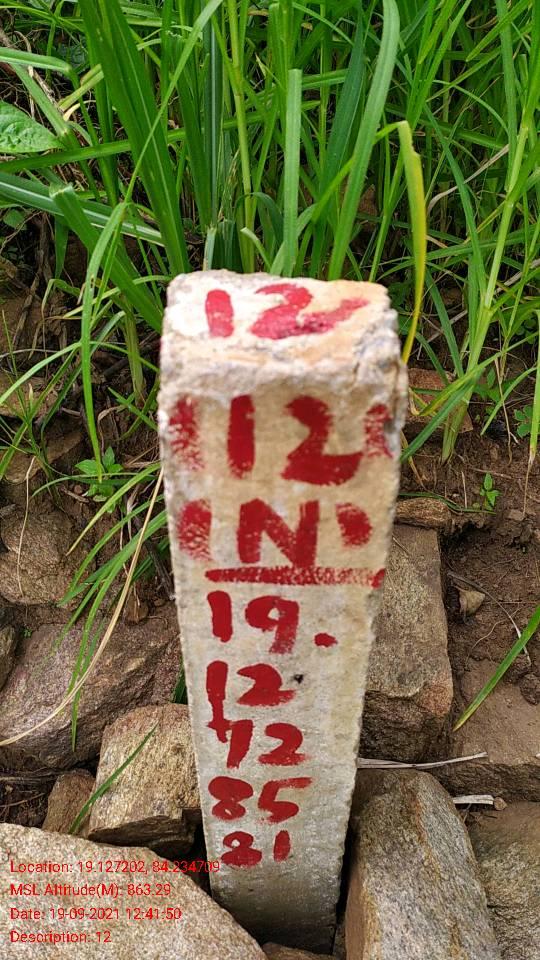 12
12
N
19.
12
72
85
81
Location: 19.127202, 84.234709
MSL Altitude(M): 863.29
Date: 19-09-2021 12:41:50
Description: 12